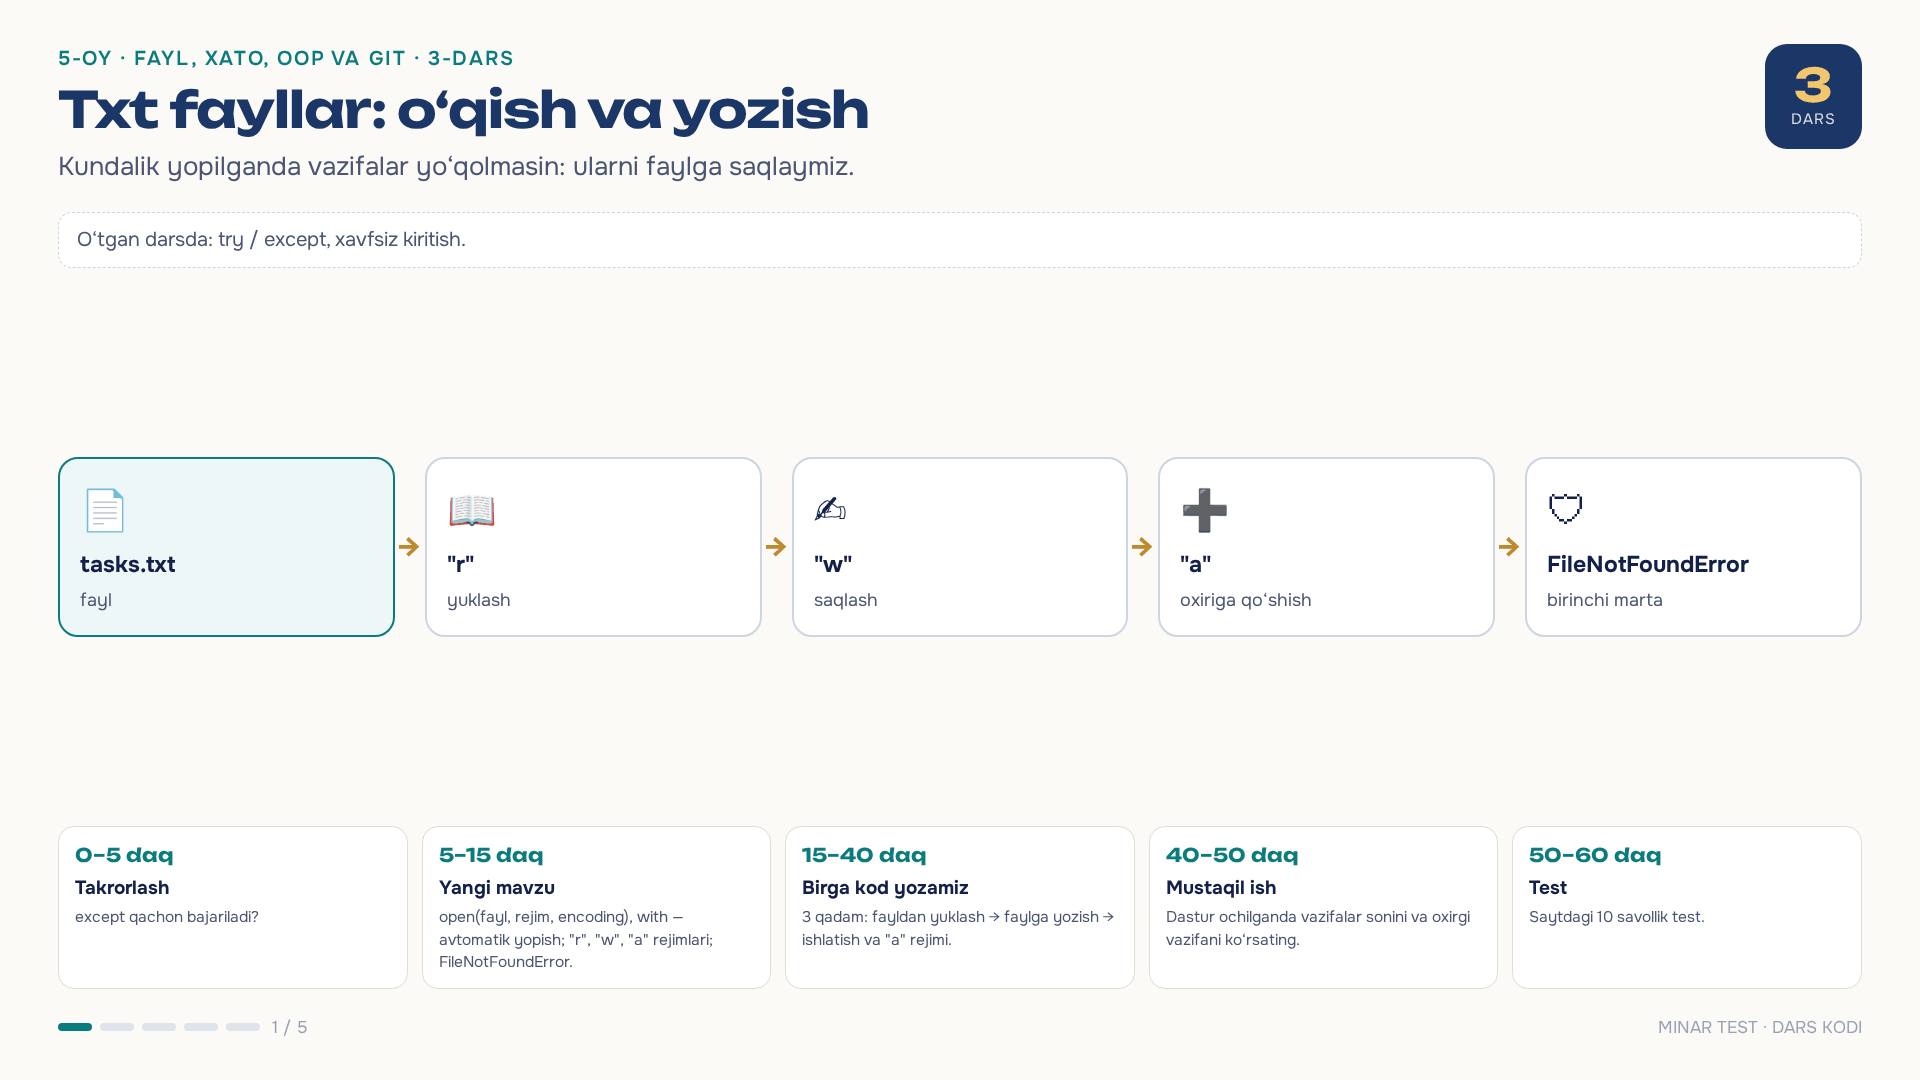 5-OY · FAYL, XATO, OOP VA GIT · 3-DARS
Txt fayllar: o‘qish va yozish
Kundalik yopilganda vazifalar yo‘qolmasin: ularni faylga saqlaymiz.
3
DARS
O‘tgan darsda: try / except, xavfsiz kiritish.
tasks.txt
fayl
→
"r"
yuklash
→
"w"
saqlash
→
"a"
oxiriga qo‘shish
→
FileNotFoundError
birinchi marta
0–5 daq
Takrorlash
except qachon bajariladi?
5–15 daq
Yangi mavzu
open(fayl, rejim, encoding), with —
avtomatik yopish; "r", "w", "a" rejimlari;
FileNotFoundError.
15–40 daq
Birga kod yozamiz
3 qadam: fayldan yuklash → faylga yozish →
ishlatish va "a" rejimi.
40–50 daq
Mustaqil ish
Dastur ochilganda vazifalar sonini va oxirgi
vazifani ko‘rsating.
50–60 daq
Test
Saytdagi 10 savollik test.
1 / 5
MINAR TEST · DARS KODI